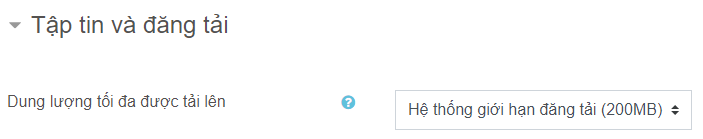 Tập tin và đăng tải
Dung lượng tối đa được tải lên
?
Hệ thống giới hạn đăng tải (200MB)